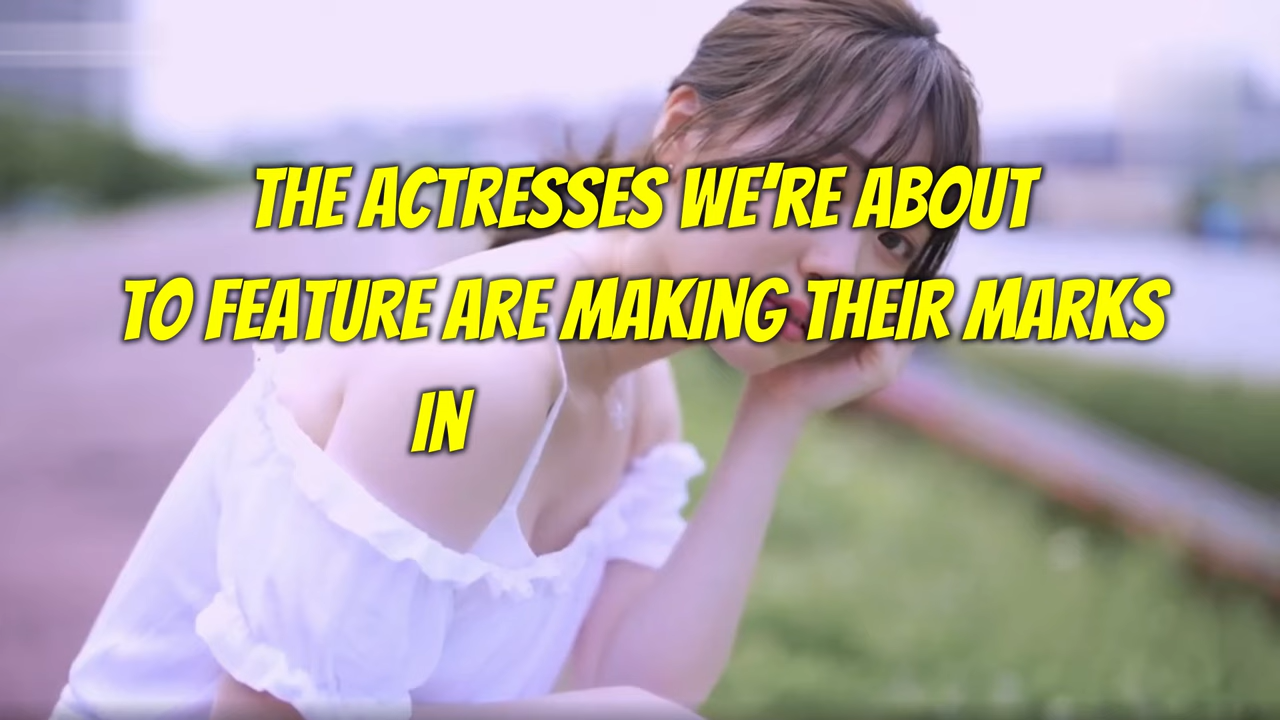 THE ACTRESSES WE'RE ABOUT
TO FEATURE ARE MAKING THEIR MARKS
IN